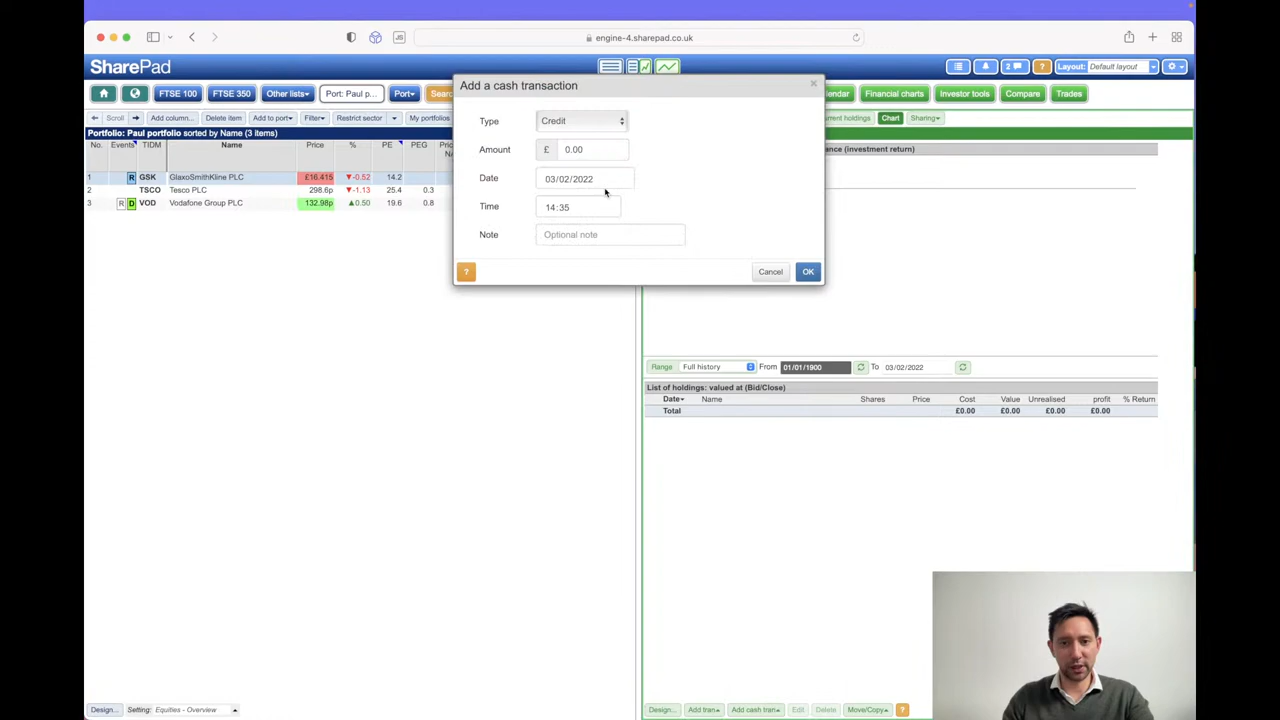 engine-4.sharepad.co.uk
SharePad
2
?
Layout:
Default layout
FTSE 100
FTSE 350
Other lists
Port: Paul p...
Port
Financial charts
Investor tools
Compare
Trades
Scroll
Add column...
Delete item
Add to port
Filter
Restrict sector
My portfolios
Chart
Sharing
Portfolio: Paul portfolio sorted by Name (3 items)
No. Events TIDM Name Price % PE PEG
1 R GSK GlaxoSmithKline PLC £16.415 ▼-0.52 14.2
2 TSCO Tesco PLC 298.6p ▼-1.13 25.4 0.3
3 R D VOD Vodafone Group PLC 132.98p ▲0.50 19.6 0.8
Add a cash transaction
Type Credit
Amount £ 0.00
Date 03/02/2022
Time 14:35
Note Optional note
? Cancel OK
Range Full history From 01/01/1900 To 03/02/2022
List of holdings: valued at (Bid/Close)
Date Name Shares Price Cost Value Unrealised profit % Return
Total £0.00 £0.00 £0.00 £0.00
Design... Setting: Equities - Overview
Design... Add tran Add cash tran Edit Delete Move/Copy ?